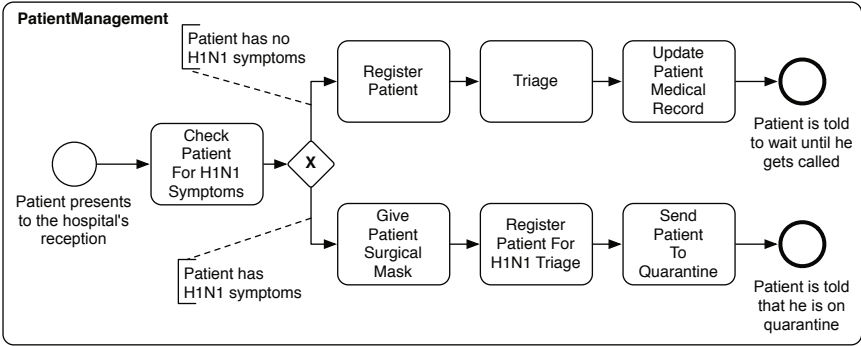 PatientManagement
Patient has no
H1N1 symptoms
Register
Patient
Triage
Update
Patient
Medical
Record
Patient is told
to wait until he
gets called
Check
Patient
For H1N1
Symptoms
X
Patient presents
to the hospital's
reception
Patient has
H1N1 symptoms
Give
Patient
Surgical
Mask
Register
Patient For
H1N1 Triage
Send
Patient
To
Quarantine
Patient is told
that he is on
quarantine